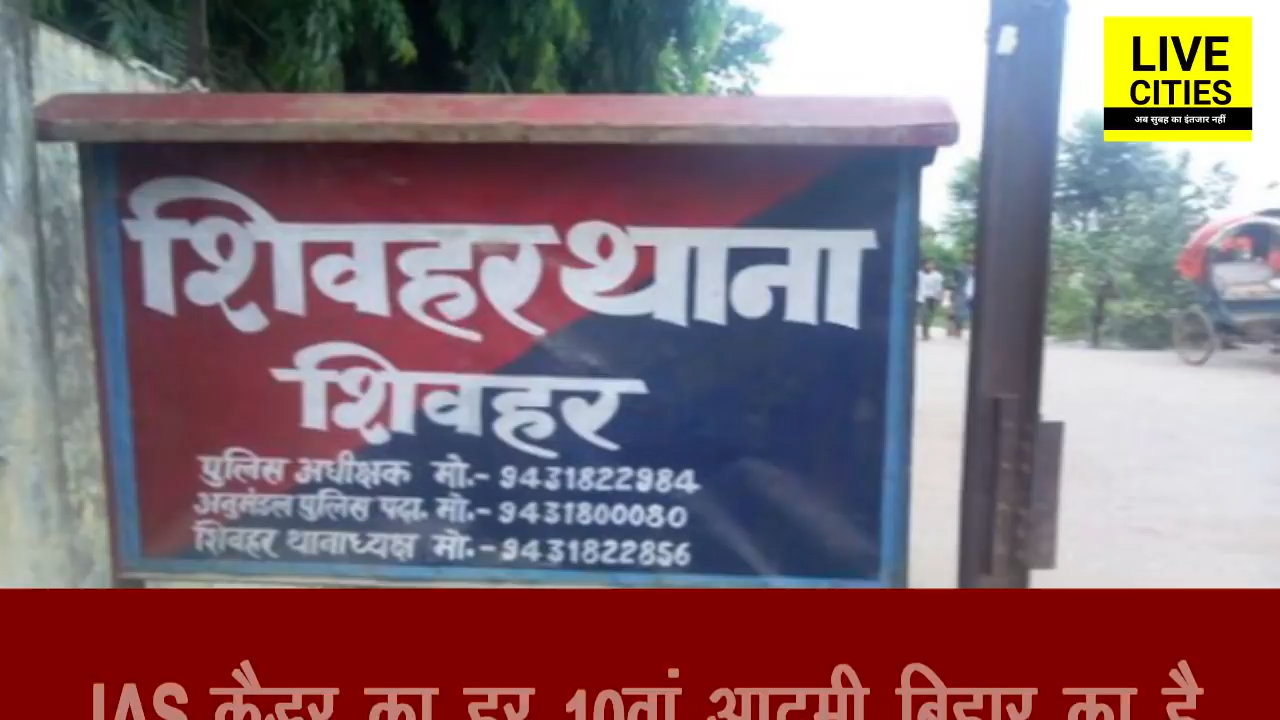 LIVE
CITIES
अब सुबह का इंतजार नहीं
शिवहर थाना
शिवहर
पुलिस अधीक्षक मो.- 9431822984
अनुमंडल पुलिस पदा. मो.- 9431800080
शिवहर थानाध्यक्ष मो.- 9431822856
IAS कैडर का हर 10वां आदमी बिहार का है